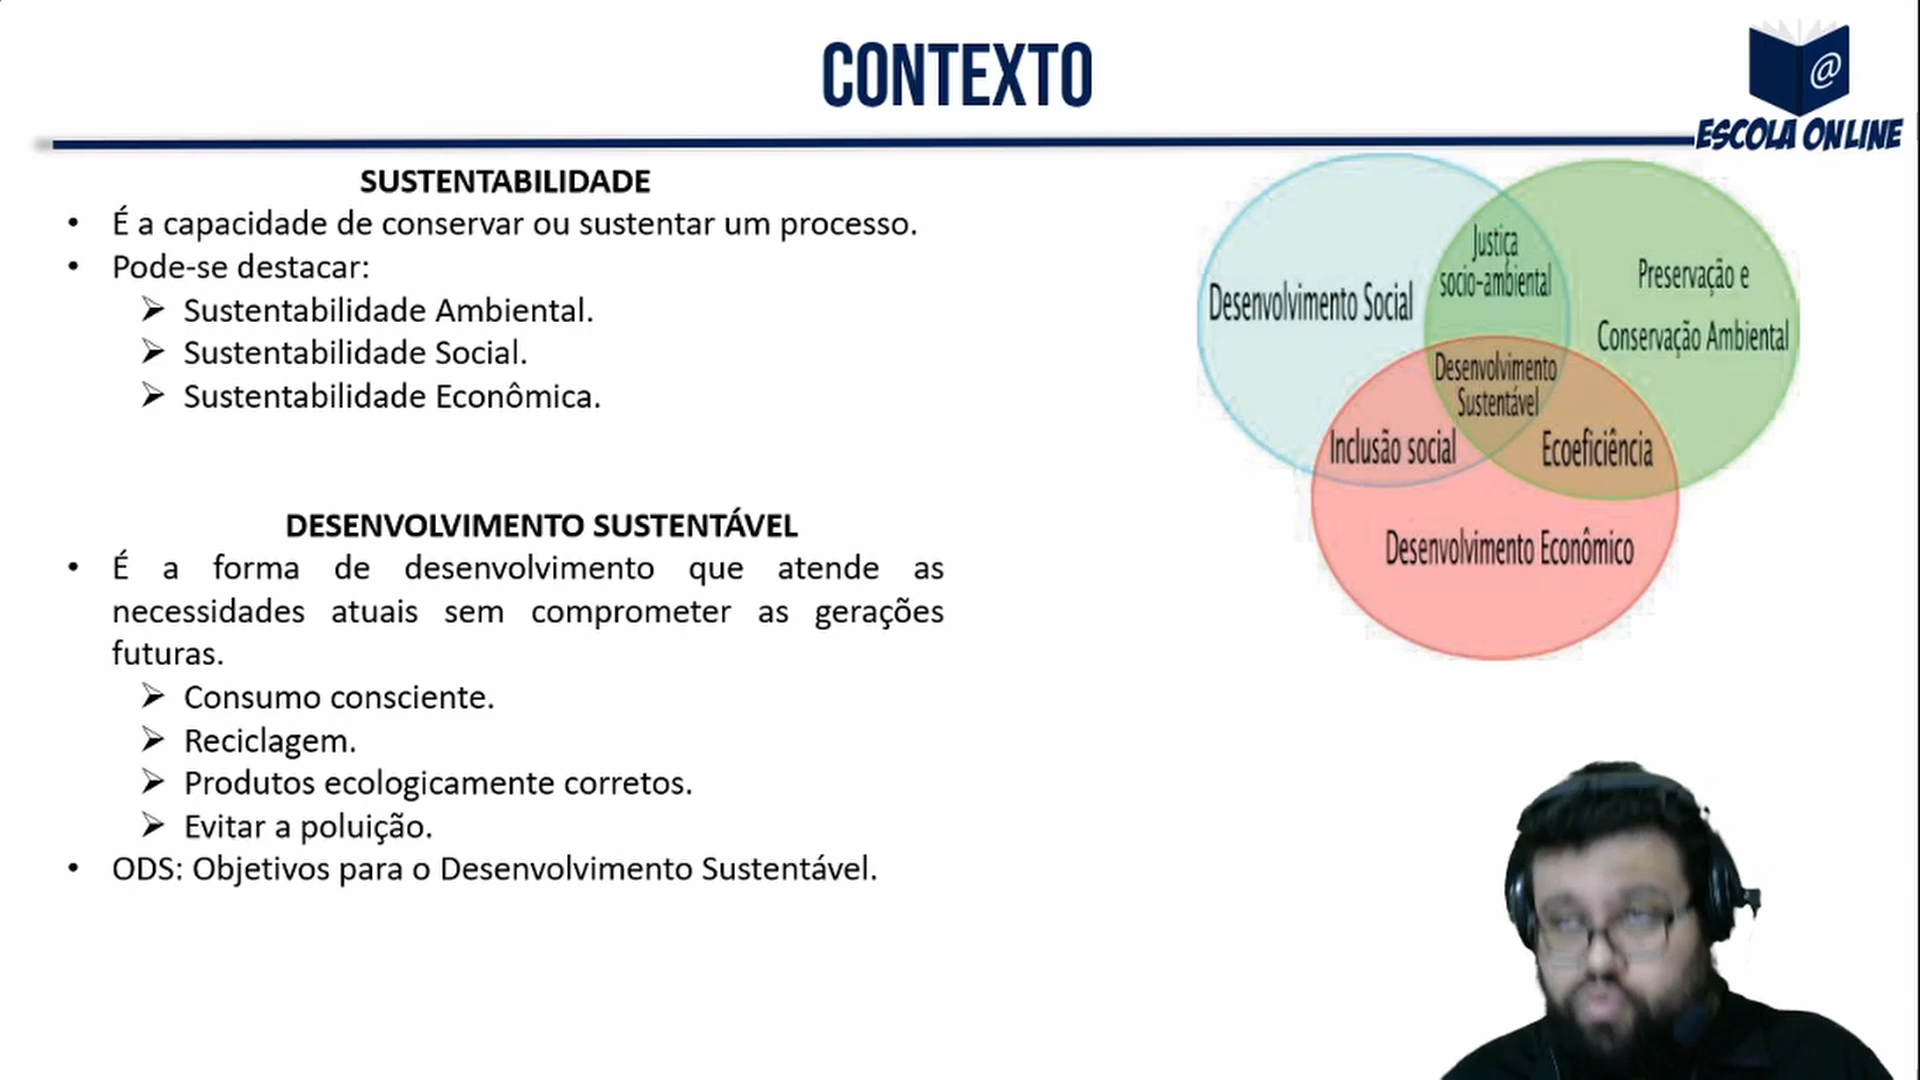 CONTEXTO
@
ESCOLA ONLINE
SUSTENTABILIDADE
• É a capacidade de conservar ou sustentar um processo.
• Pode-se destacar:
➢ Sustentabilidade Ambiental.
➢ Sustentabilidade Social.
➢ Sustentabilidade Econômica.
DESENVOLVIMENTO SUSTENTÁVEL
• É a forma de desenvolvimento que atende as
necessidades atuais sem comprometer as gerações
futuras.
➢ Consumo consciente.
➢ Reciclagem.
➢ Produtos ecologicamente corretos.
➢ Evitar a poluição.
• ODS: Objetivos para o Desenvolvimento Sustentável.
Desenvolvimento Social
Justiça
socio-ambiental
Preservação e
Conservação Ambiental
Desenvolvimento
Sustentável
Inclusão social
Ecoeficiência
Desenvolvimento Econômico